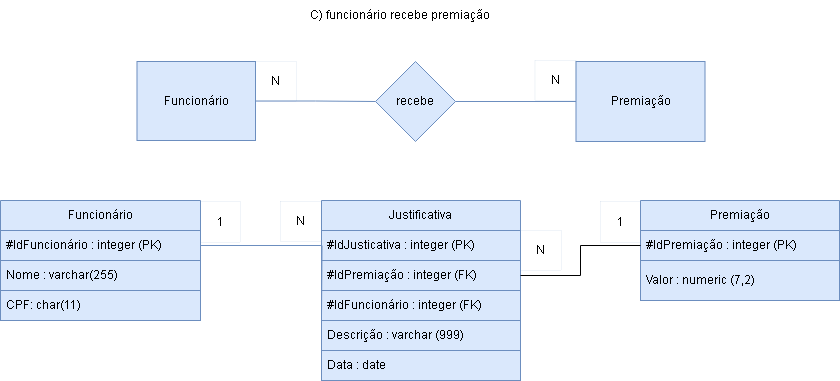 C) funcionário recebe premiação
Funcionário
N
recebe
N
Premiação
Funcionário
#IdFuncionário : integer (PK)
Nome : varchar(255)
CPF: char(11)
1
N
Justificativa
#IdJusticativa : integer (PK)
#IdPremiação : integer (FK)
#IdFuncionário : integer (FK)
Descrição : varchar (999)
Data : date
N
1
Premiação
#IdPremiação : integer (PK)
Valor : numeric (7,2)